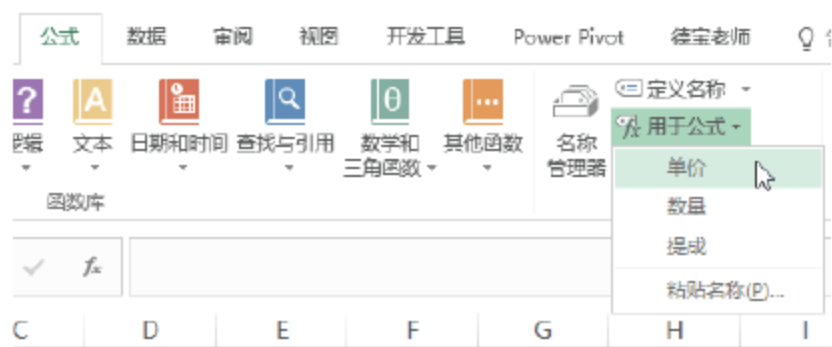 公式 数据 审阅 视图 开发工具 Power Pivot 德宝老师
? A θ 定义名称
用于公式
文本 日期和时间 查找与引用 数学和 其他函数 名称
三角函数 管理器
单价
函数库
数量
提成
fx
粘贴名称(P)...
C D E F G H I